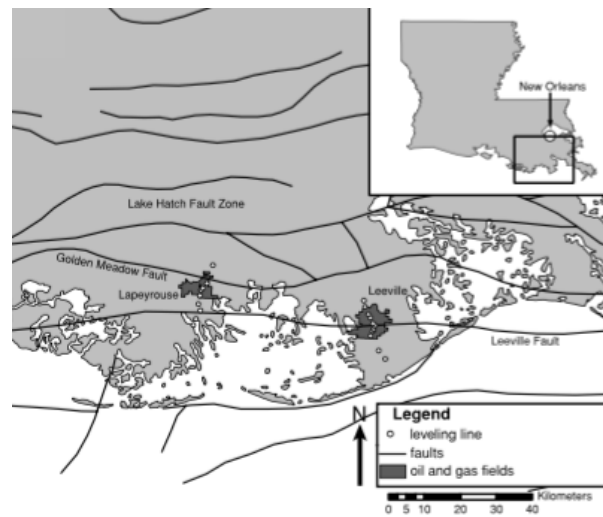 New Orleans
Lake Hatch Fault Zone
Golden Meadow Fault
Lapeyrouse
Leeville
Leeville Fault
N
Legend
leveling line
faults
oil and gas fields
Kilometers
0 5 10 20 30 40